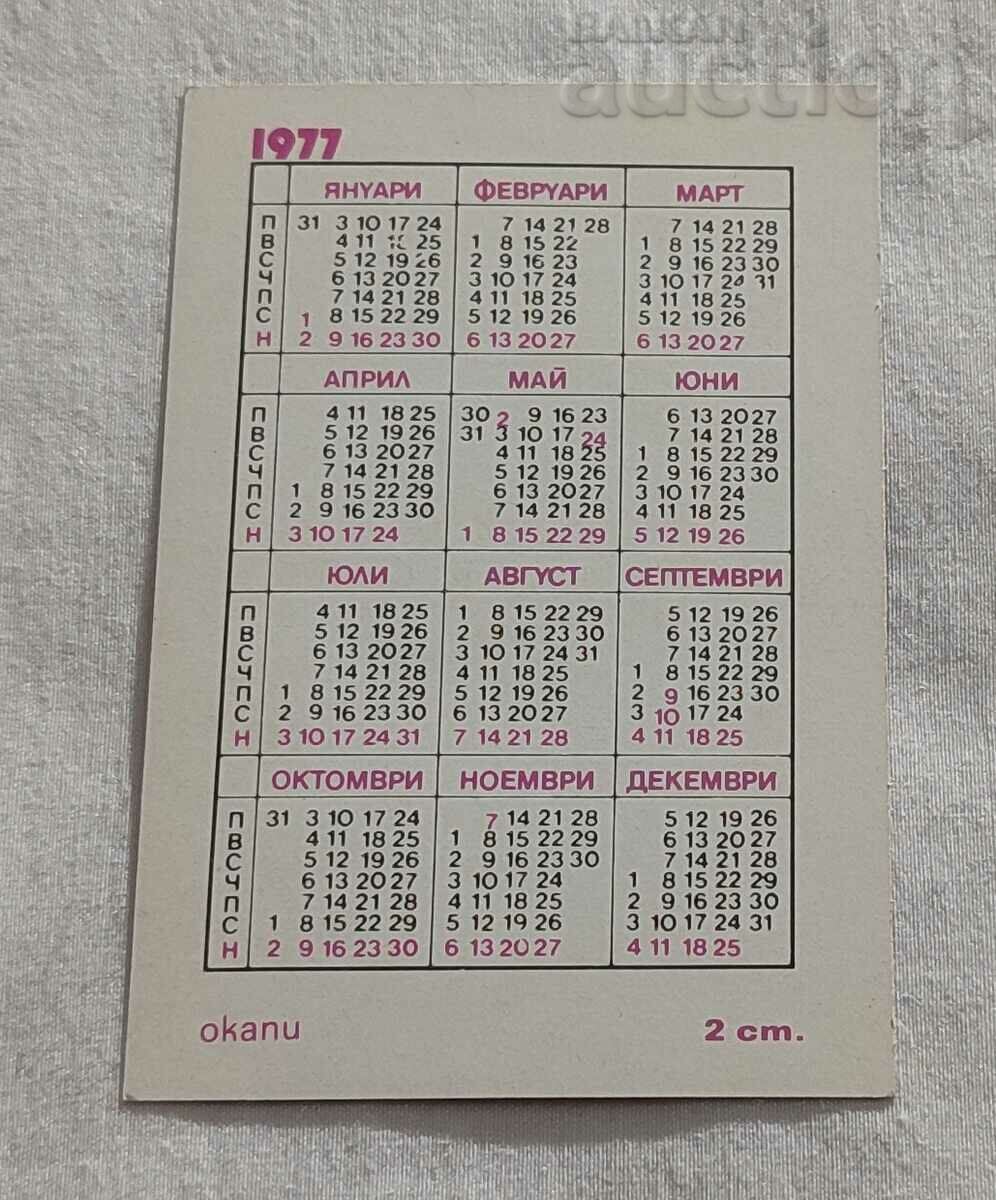 BALKAN
auction
1977
ЯНУАРИ ФЕВРУАРИ МАРТ
П 31 3 10 17 24 7 14 21 28 7 14 21 28
В 4 11 18 25 1 8 15 22 1 8 15 22 29
С 5 12 19 26 2 9 16 23 2 9 16 23 30
Ч 6 13 20 27 3 10 17 24 3 10 17 24 31
П 7 14 21 28 4 11 18 25 4 11 18 25
С 1 8 15 22 29 5 12 19 26 5 12 19 26
Н 2 9 16 23 30 6 13 20 27 6 13 20 27
АПРИЛ МАЙ ЮНИ
П 4 11 18 25 30 2 9 16 23 6 13 20 27
В 5 12 19 26 31 3 10 17 24 7 14 21 28
С 6 13 20 27 4 11 18 25 1 8 15 22 29
Ч 7 14 21 28 5 12 19 26 2 9 16 23 30
П 1 8 15 22 29 6 13 20 27 3 10 17 24
С 2 9 16 23 30 7 14 21 28 4 11 18 25
Н 3 10 17 24 1 8 15 22 29 5 12 19 26
ЮЛИ АВГУСТ СЕПТЕМВРИ
П 4 11 18 25 1 8 15 22 29 5 12 19 26
В 5 12 19 26 2 9 16 23 30 6 13 20 27
С 6 13 20 27 3 10 17 24 31 7 14 21 28
Ч 7 14 21 28 4 11 18 25 1 8 15 22 29
П 1 8 15 22 29 5 12 19 26 2 9 16 23 30
С 2 9 16 23 30 6 13 20 27 3 10 17 24
Н 3 10 17 24 31 7 14 21 28 4 11 18 25
ОКТОМВРИ НОЕМВРИ ДЕКЕМВРИ
П 31 3 10 17 24 7 14 21 28 5 12 19 26
В 4 11 18 25 1 8 15 22 29 6 13 20 27
С 5 12 19 26 2 9 16 23 30 7 14 21 28
Ч 6 13 20 27 3 10 17 24 1 8 15 22 29
П 7 14 21 28 4 11 18 25 2 9 16 23 30
С 1 8 15 22 29 5 12 19 26 3 10 17 24 31
Н 2 9 16 23 30 6 13 20 27 4 11 18 25
окапи 2 ст.